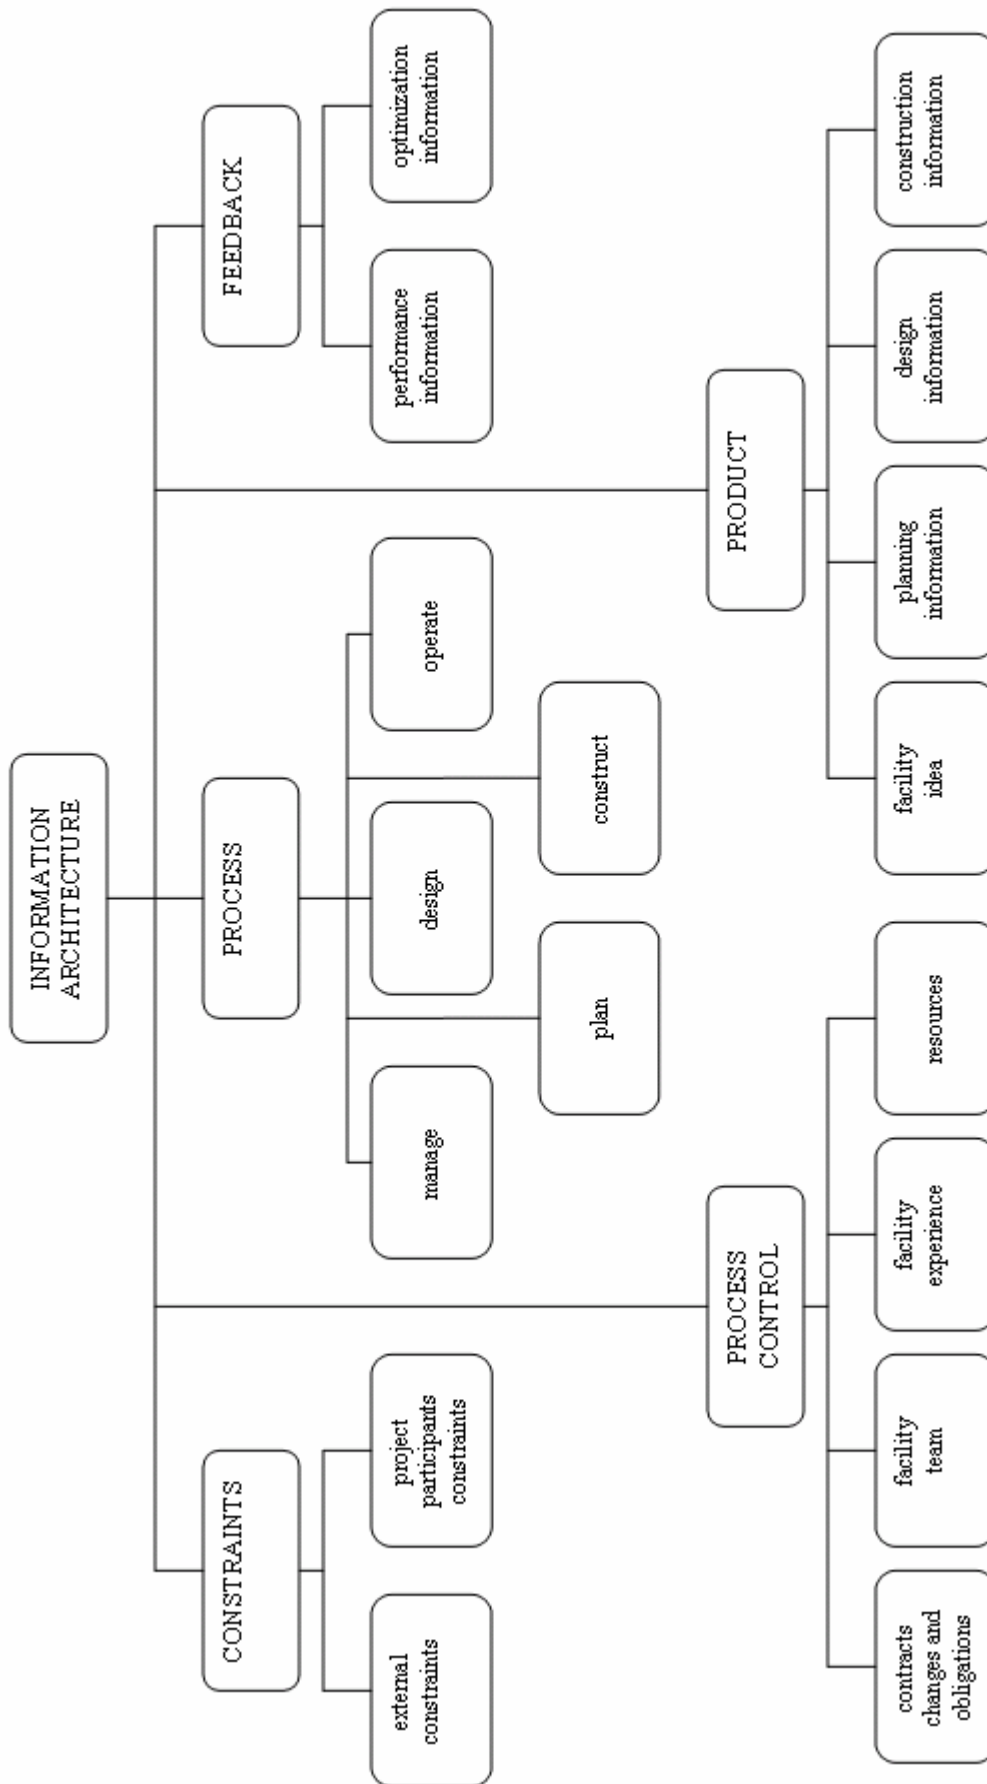 INFORMATION
ARCHITECTURE
CONSTRAINTS
PROCESS
FEEDBACK
external
constraints
project
participants
constraints
manage
design
operate
performance
information
optimization
information
plan
construct
PROCESS
CONTROL
PRODUCT
contracts
changes and
obligations
facility
team
facility
experience
resources
facility
idea
planning
information
design
information
construction
information